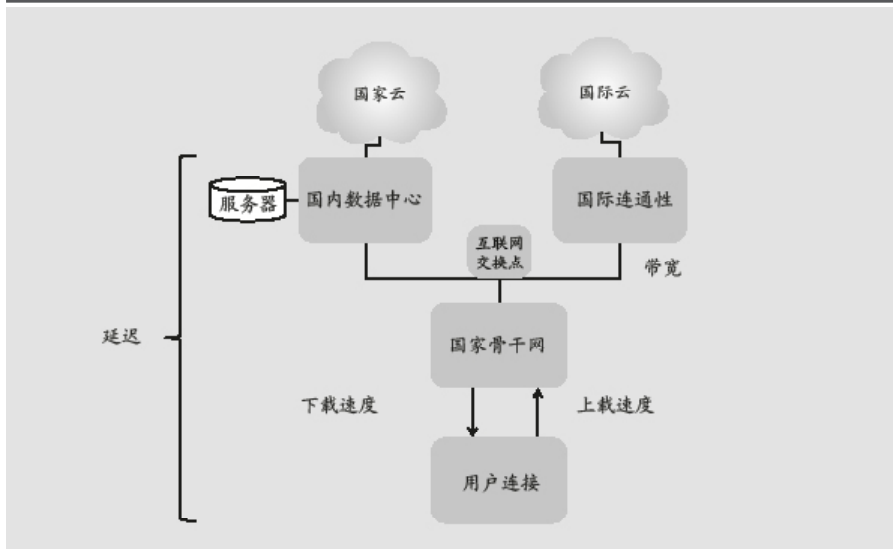 国家云
国际云
服务器
国内数据中心
国际连通性
互联网
交换点
带宽
延迟
国家骨干网
下载速度
上载速度
用户连接